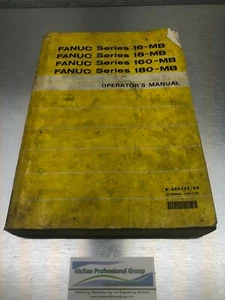 FANUC Series 16-MB
FANUC Series 18-MB
FANUC Series 160-MB
FANUC Series 180-MB
OPERATOR'S MANUAL
McKee Professional Group